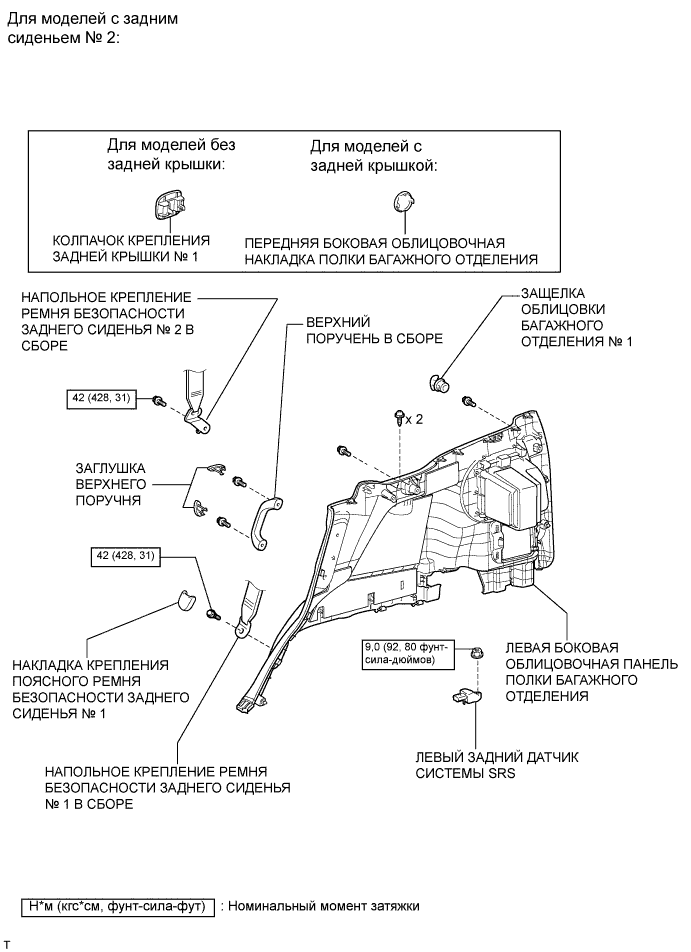 Для моделей с задним
сиденьем № 2:
Для моделей без
задней крышки:
Для моделей с
задней крышкой:
КОЛПАЧОК КРЕПЛЕНИЯ
ЗАДНЕЙ КРЫШКИ № 1
ПЕРЕДНЯЯ БОКОВАЯ ОБЛИЦОВОЧНАЯ
НАКЛАДКА ПОЛКИ БАГАЖНОГО ОТДЕЛЕНИЯ
НАПОЛЬНОЕ КРЕПЛЕНИЕ
РЕМНЯ БЕЗОПАСНОСТИ
ЗАДНЕГО СИДЕНЬЯ № 2 В
СБОРЕ
ВЕРХНИЙ
ПОРУЧЕНЬ В СБОРЕ
ЗАЩЕЛКА
ОБЛИЦОВКИ
БАГАЖНОГО
ОТДЕЛЕНИЯ № 1
42 (428, 31)
x 2
ЗАГЛУШКА
ВЕРХНЕГО
ПОРУЧНЯ
42 (428, 31)
9,0 (92, 80 фунт-
сила-дюймов)
НАКЛАДКА КРЕПЛЕНИЯ
ПОЯСНОГО РЕМНЯ
БЕЗОПАСНОСТИ ЗАДНЕГО
СИДЕНЬЯ № 1
ЛЕВАЯ БОКОВАЯ
ОБЛИЦОВОЧНАЯ ПАНЕЛЬ
ПОЛКИ БАГАЖНОГО
ОТДЕЛЕНИЯ
ЛЕВЫЙ ЗАДНИЙ ДАТЧИК
СИСТЕМЫ SRS
НАПОЛЬНОЕ КРЕПЛЕНИЕ РЕМНЯ
БЕЗОПАСНОСТИ ЗАДНЕГО СИДЕНЬЯ
№ 1 В СБОРЕ
Н*м (кгс*см, фунт-сила-фут) : Номинальный момент затяжки
T